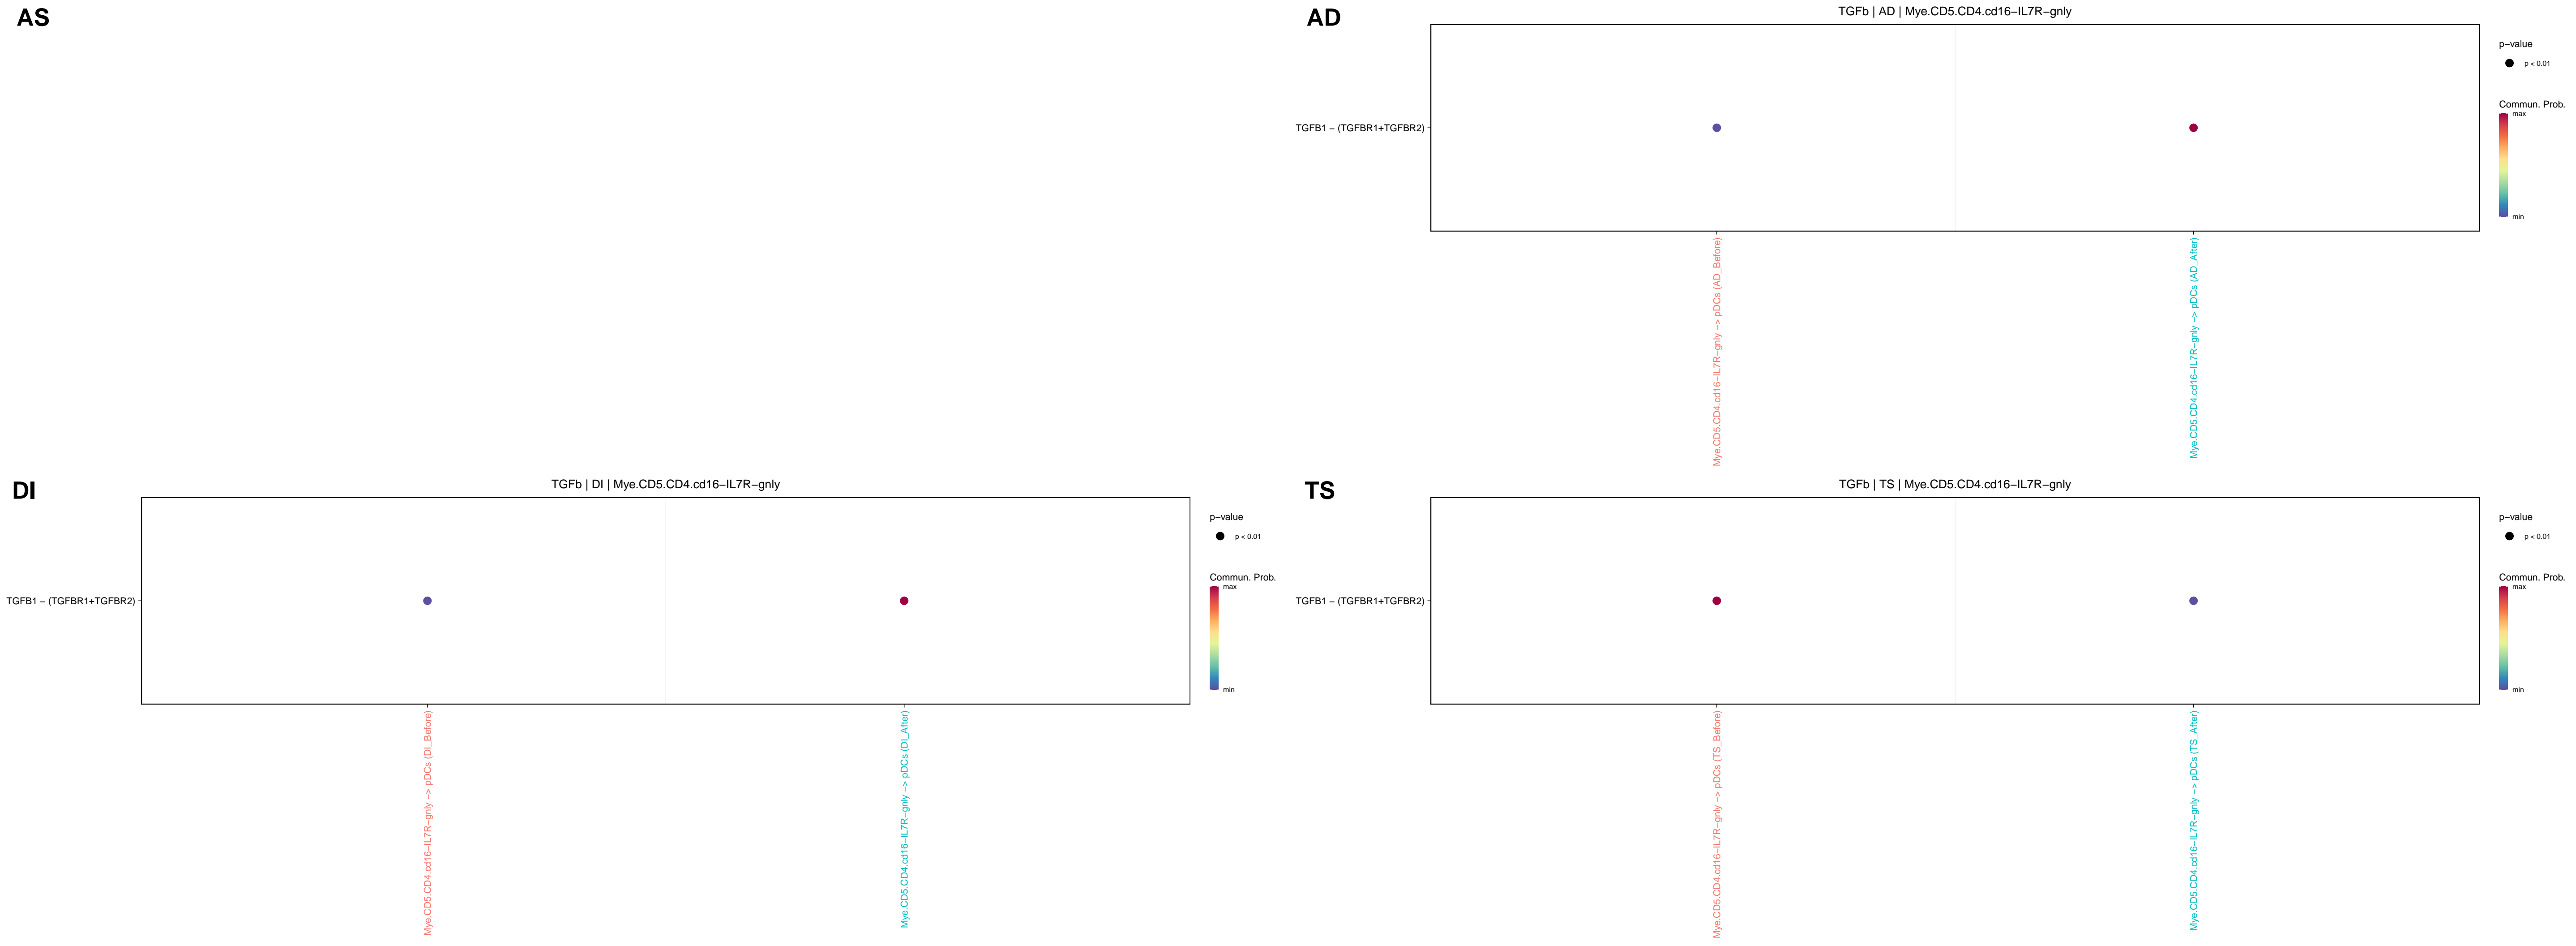 AS
AD
TGFb | AD | Mye.CD5.CD4.cd16−IL7R−gnly
TGFB1 − (TGFBR1+TGFBR2)
Mye.CD5.CD4.cd16−IL7R−gnly −> pDCs (AD_Before)
Mye.CD5.CD4.cd16−IL7R−gnly −> pDCs (AD_After)
p−value
p < 0.01
Commun. Prob.
max
min
DI
TGFb | DI | Mye.CD5.CD4.cd16−IL7R−gnly
TGFB1 − (TGFBR1+TGFBR2)
Mye.CD5.CD4.cd16−IL7R−gnly −> pDCs (DI_Before)
Mye.CD5.CD4.cd16−IL7R−gnly −> pDCs (DI_After)
p−value
p < 0.01
Commun. Prob.
max
min
TS
TGFb | TS | Mye.CD5.CD4.cd16−IL7R−gnly
TGFB1 − (TGFBR1+TGFBR2)
Mye.CD5.CD4.cd16−IL7R−gnly −> pDCs (TS_Before)
Mye.CD5.CD4.cd16−IL7R−gnly −> pDCs (TS_After)
p−value
p < 0.01
Commun. Prob.
max
min